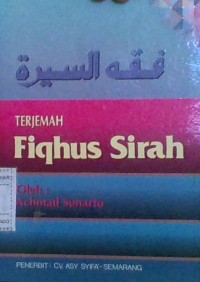 فقه السيرة
TERJEMAH
Fiqhus Sirah
Oleh :
Achmad Sunarto
PENERBIT : CV. ASY SYIFA' - SEMARANG